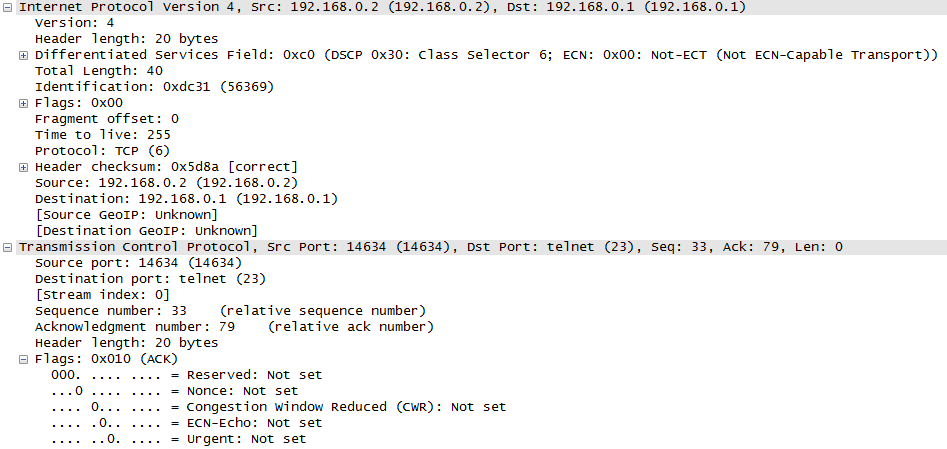 Internet Protocol Version 4, Src: 192.168.0.2 (192.168.0.2), Dst: 192.168.0.1 (192.168.0.1)
Version: 4
Header length: 20 bytes
Differentiated Services Field: 0xc0 (DSCP 0x30: Class Selector 6; ECN: 0x00: Not-ECT (Not ECN-Capable Transport))
Total Length: 40
Identification: 0xdc31 (56369)
Flags: 0x00
Fragment offset: 0
Time to live: 255
Protocol: TCP (6)
Header checksum: 0x5d8a [correct]
Source: 192.168.0.2 (192.168.0.2)
Destination: 192.168.0.1 (192.168.0.1)
[Source GeoIP: Unknown]
[Destination GeoIP: Unknown]
Transmission Control Protocol, Src Port: 14634 (14634), Dst Port: telnet (23), Seq: 33, Ack: 79, Len: 0
Source port: 14634 (14634)
Destination port: telnet (23)
[Stream index: 0]
Sequence number: 33    (relative sequence number)
Acknowledgment number: 79    (relative ack number)
Header length: 20 bytes
Flags: 0x010 (ACK)
000. .... .... = Reserved: Not set
...0 .... .... = Nonce: Not set
.... 0... .... = Congestion Window Reduced (CWR): Not set
.... .0.. .... = ECN-Echo: Not set
.... ..0. .... = Urgent: Not set